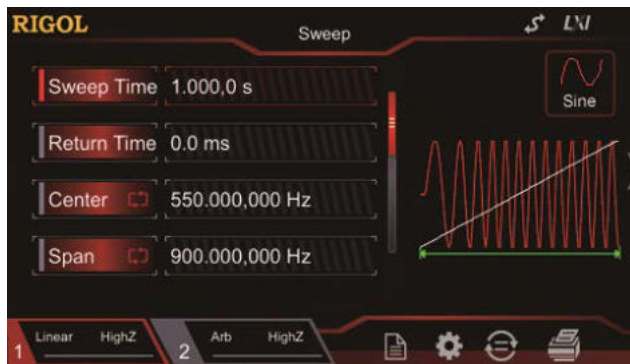 RIGOL
Sweep
LXI
Sweep Time 1.000,0 s
Sine
Return Time 0.0 ms
Center 550.000,000 Hz
Span 900.000,000 Hz
1 Linear HighZ
2 Arb HighZ